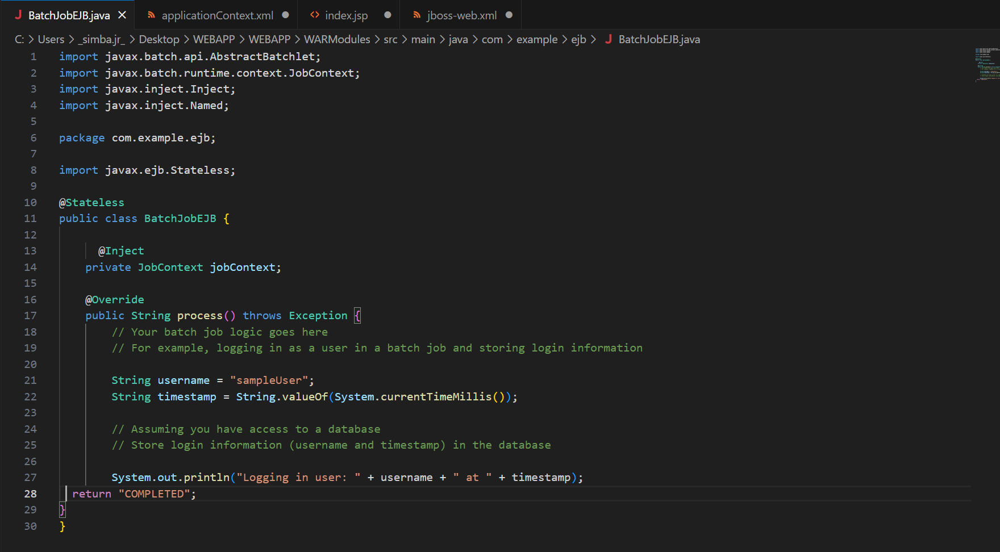 BatchJobEJB.java applicationContext.xml index.jsp jboss-web.xml
C: > Users > _simba.jr_ > Desktop > WEBAPP > WEBAPP > WARModules > src > main > java > com > example > ejb > BatchJobEJB.java
1 import javax.batch.api.AbstractBatchlet;
2 import javax.batch.runtime.context.JobContext;
3 import javax.inject.Inject;
4 import javax.inject.Named;
5
6 package com.example.ejb;
7
8 import javax.ejb.Stateless;
9
10 @Stateless
11 public class BatchJobEJB {
12
13 @Inject
14 private JobContext jobContext;
15
16 @Override
17 public String process() throws Exception {
18 // Your batch job logic goes here
19 // For example, logging in as a user in a batch job and storing login information
20
21 String username = "sampleUser";
22 String timestamp = String.valueOf(System.currentTimeMillis());
23
24 // Assuming you have access to a database
25 // Store login information (username and timestamp) in the database
26
27 System.out.println("Logging in user: " + username + " at " + timestamp);
28 return "COMPLETED";
29 }
30 }